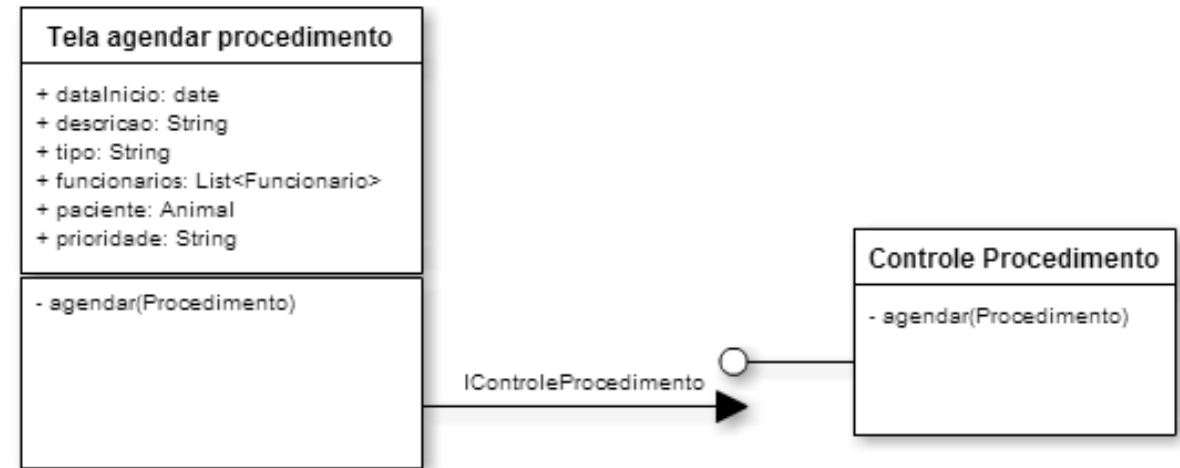 Tela agendar procedimento
+ dataInicio: date
+ descricao: String
+ tipo: String
+ funcionarios: List<Funcionario>
+ paciente: Animal
+ prioridade: String
- agendar(Procedimento)
IControleProcedimento
Controle Procedimento
- agendar(Procedimento)